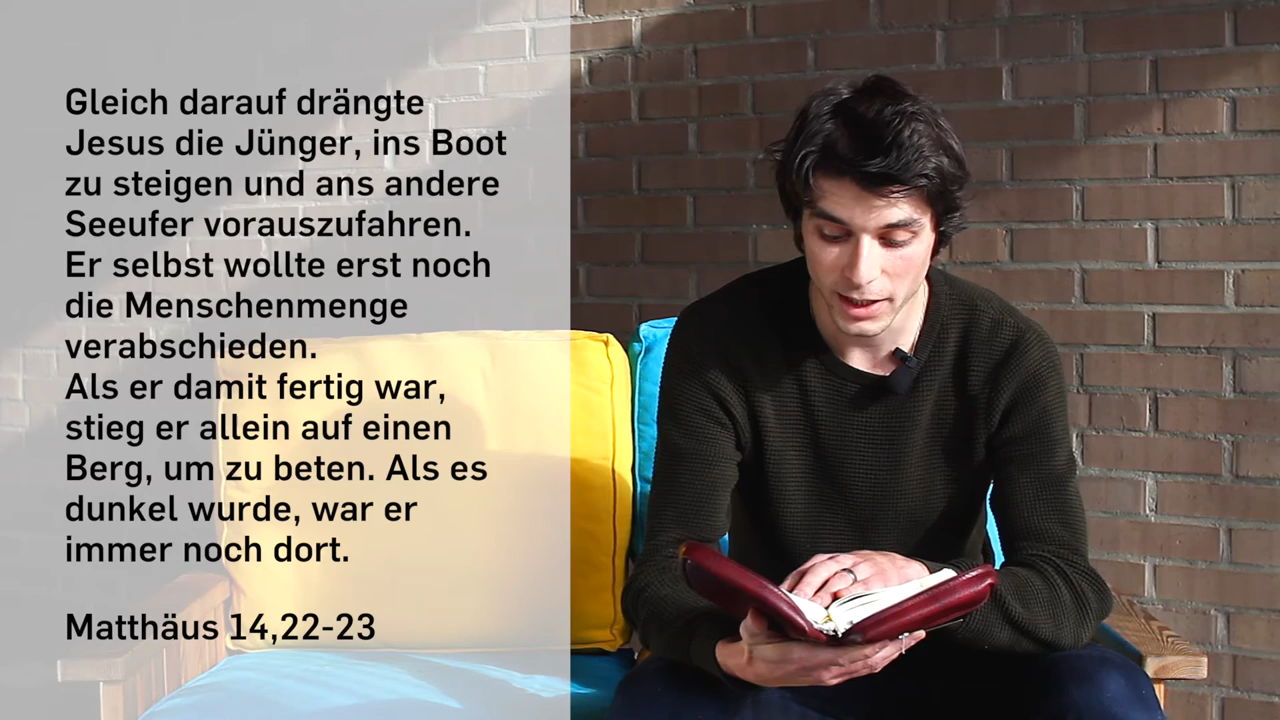 Gleich darauf drängte
Jesus die Jünger, ins Boot
zu steigen und ans andere
Seeufer vorauszufahren.
Er selbst wollte erst noch
die Menschenmenge
verabschieden.
Als er damit fertig war,
stieg er allein auf einen
Berg, um zu beten. Als es
dunkel wurde, war er
immer noch dort.
Matthäus 14,22-23